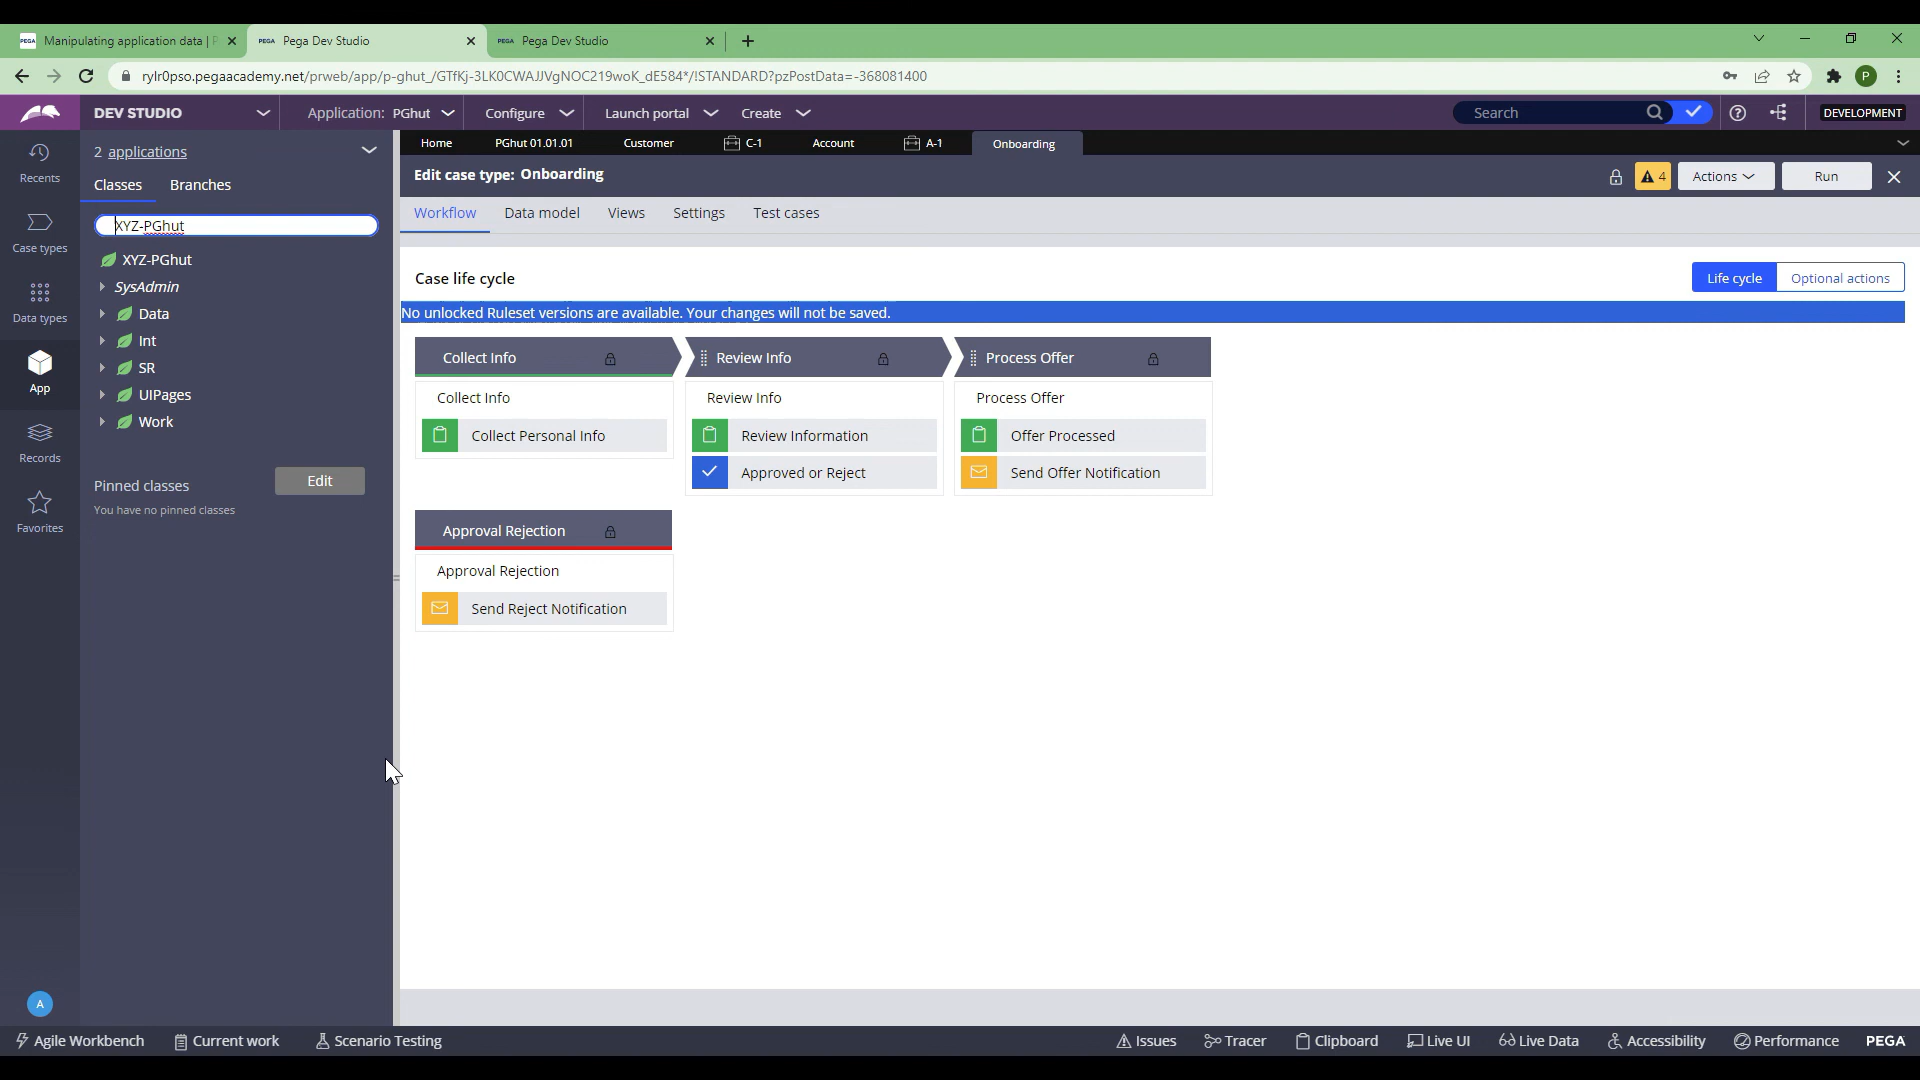 PEGA Manipulating application data | P
PEGA Pega Dev Studio
PEGA Pega Dev Studio
rylr0pso.pegaacademy.net/prweb/app/p-ghut_/GTfKj-3LK0CWAJJVgNOC219woK_dE584*/!STANDARD?pzPostData=-368081400
P
DEV STUDIO
Application: PGhut
Configure
Launch portal
Create
Search
DEVELOPMENT
Recents
Case types
Data types
App
Records
Favorites
A
2 applications
Classes
Branches
XYZ-PGhut
XYZ-PGhut
SysAdmin
Data
Int
SR
UIPages
Work
Pinned classes
Edit
You have no pinned classes
Home
PGhut 01.01.01
Customer
C-1
Account
A-1
Onboarding
Edit case type: Onboarding
4
Actions
Run
Workflow
Data model
Views
Settings
Test cases
Case life cycle
Life cycle
Optional actions
No unlocked Ruleset versions are available. Your changes will not be saved.
Collect Info
Review Info
Process Offer
Collect Info
Review Info
Process Offer
Collect Personal Info
Review Information
Offer Processed
Approved or Reject
Send Offer Notification
Approval Rejection
Approval Rejection
Send Reject Notification
Agile Workbench
Current work
Scenario Testing
Issues
Tracer
Clipboard
Live UI
Live Data
Accessibility
Performance
PEGA